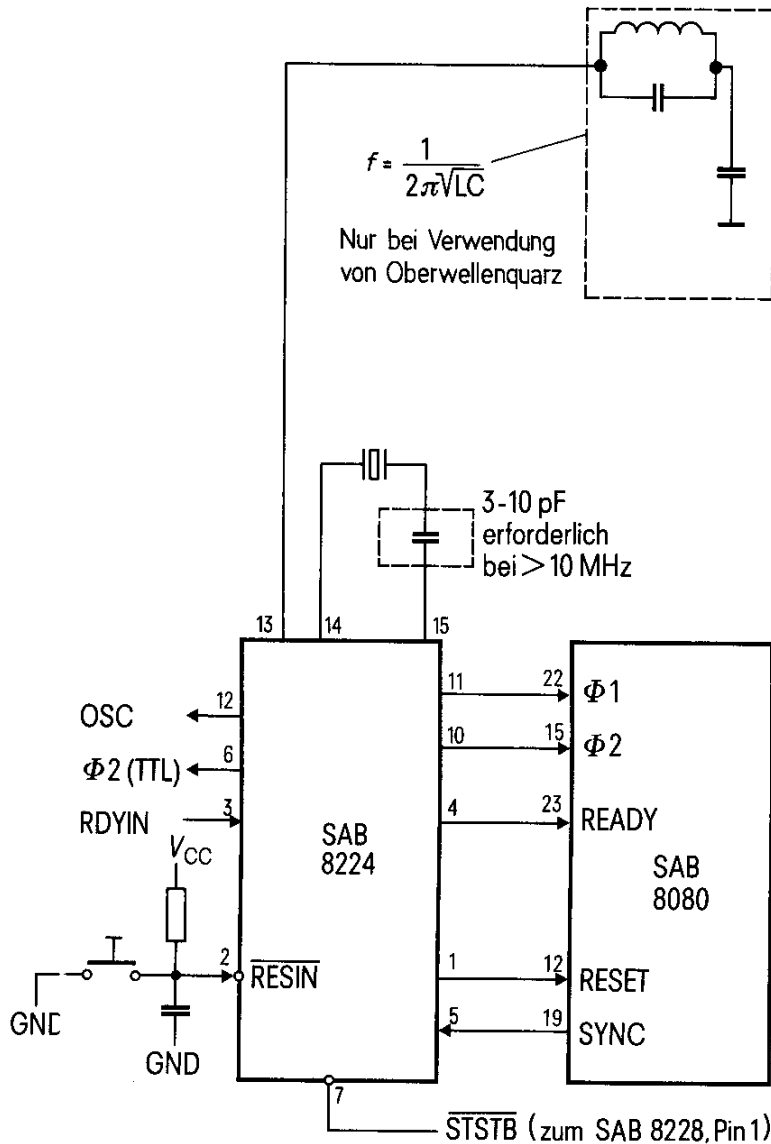 f = 1
2π√LC
Nur bei Verwendung
von Oberwellenquarz
3-10 pF
erforderlich
bei > 10 MHz
13
14
15
OSC
12
Φ2 (TTL)
6
RDYIN
3
VCC
2
RESIN
GND
GND
SAB
8224
11
22
Φ1
10
15
Φ2
4
23
READY
SAB
8080
1
12
RESET
5
19
SYNC
7
STSTB (zum SAB 8228, Pin 1)